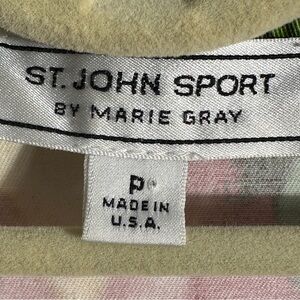 ST. JOHN SPORT
BY MARIE GRAY
P
MADE IN
U.S.A.